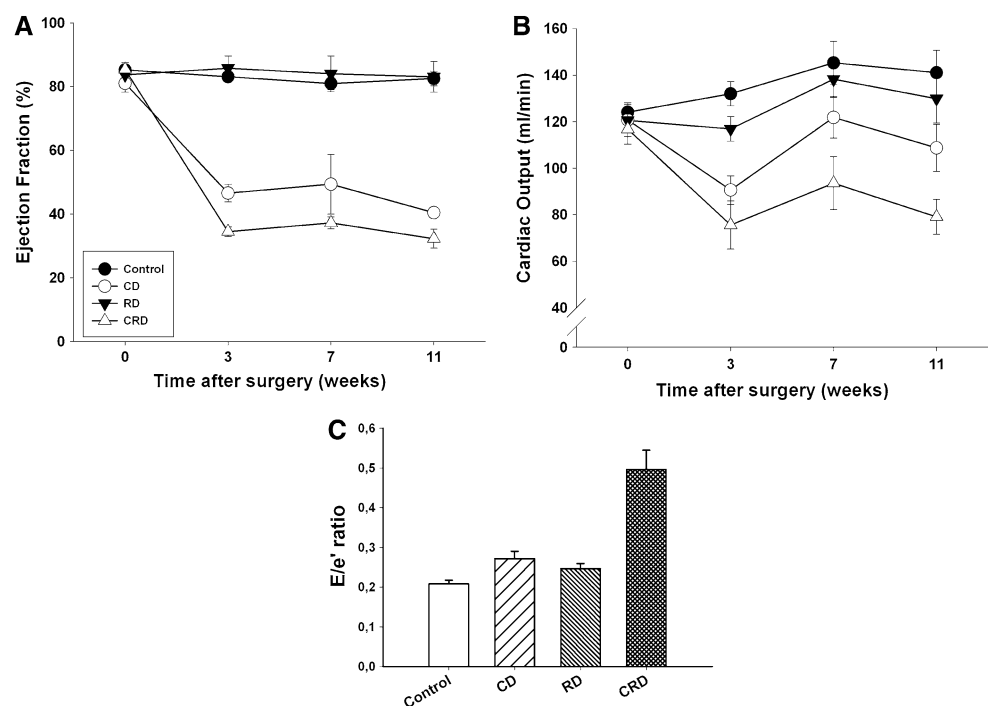 A
100
80
60
40
20
0
Ejection Fraction (%)
Control
CD
RD
CRD
0 3 7 11
Time after surgery (weeks)
B
160
140
120
100
80
60
40
0
Cardiac Output (ml/min)
0 3 7 11
Time after surgery (weeks)
C
0,6
0,5
0,4
0,3
0,2
0,1
0,0
E/e' ratio
Control CD RD CRD